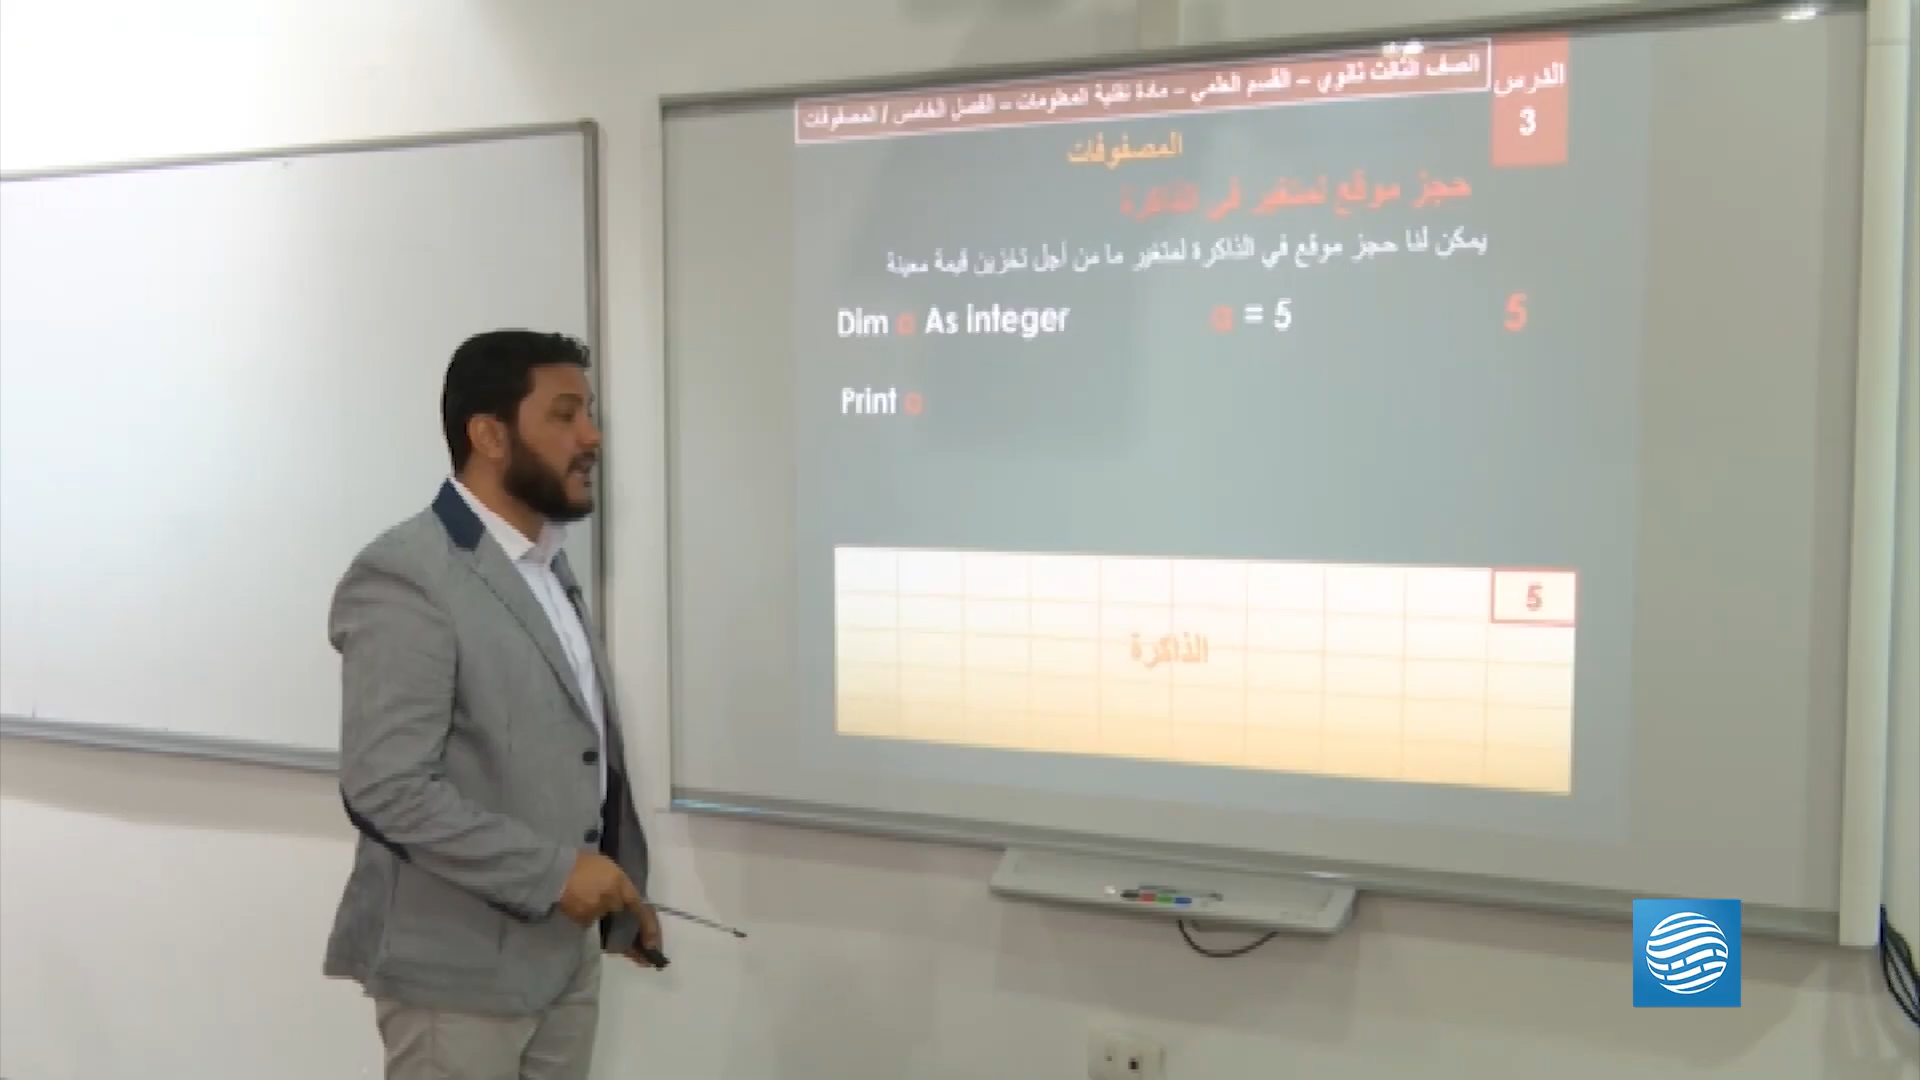 الدرس
3
الصف الثالث ثانوي – القسم العلمي – مادة تقنية المعلومات – الفصل الخامس / المصفوفات
المصفوفات
حجز موقع لمتغير في الذاكرة
يمكن لنا حجز موقع في الذاكرة لمتغير ما من أجل تخزين قيمة معينة
Dim a As integer
a = 5
5
Print a
5
الذاكرة